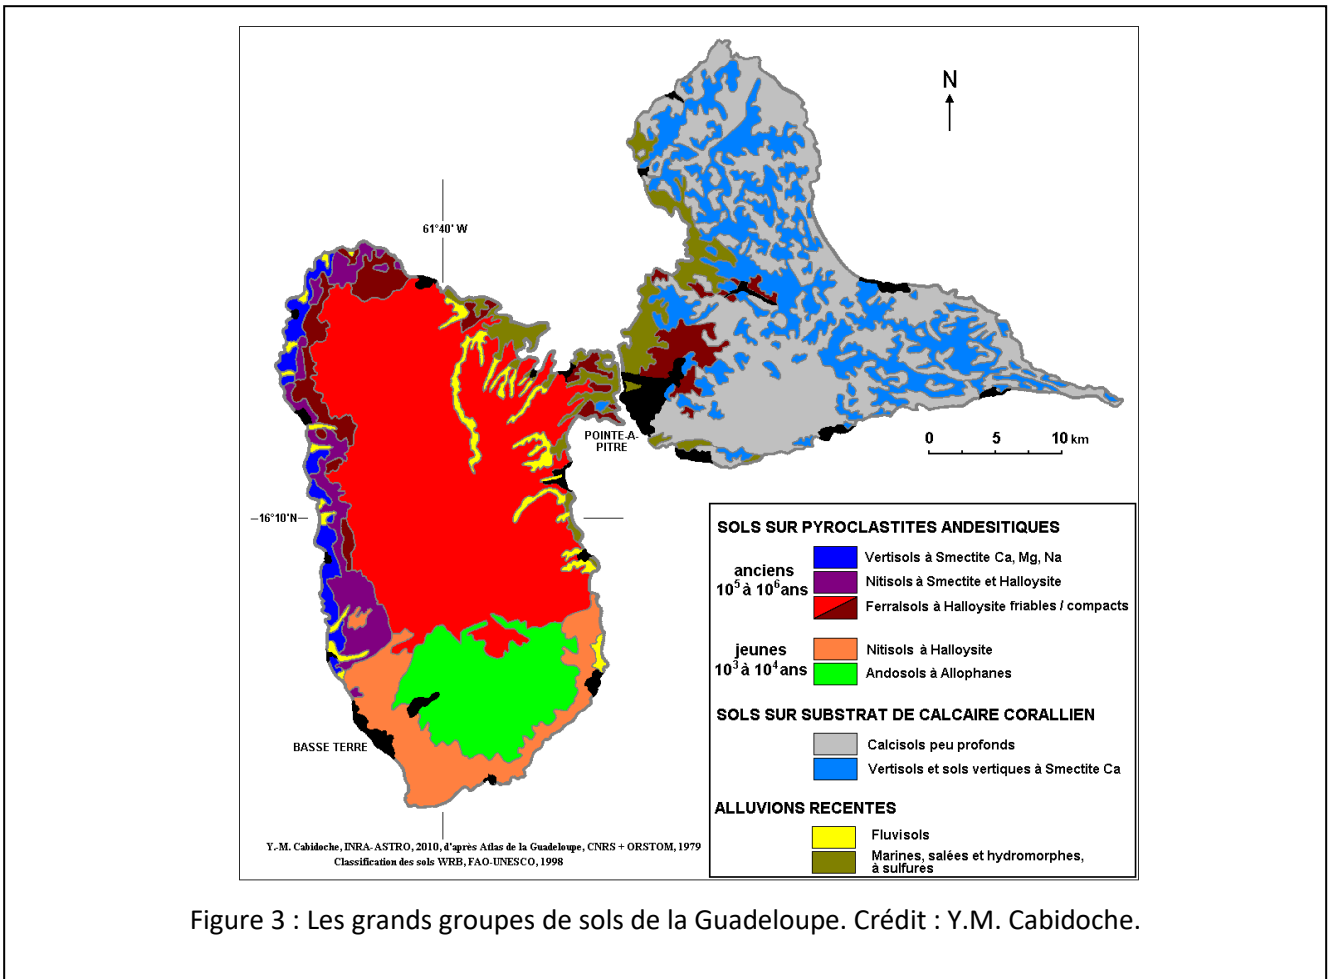 N
61°40' W
POINTE-A-
PITRE
0 5 10 km
16°10'N
BASSE TERRE
SOLS SUR PYROCLASTITES ANDESITIQUES
anciens
10⁵ à 10⁶ ans
Vertisols à Smectite Ca, Mg, Na
Nitisols à Smectite et Halloysite
Ferralsols à Halloysite friables / compacts
jeunes
10³ à 10⁴ ans
Nitisols à Halloysite
Andosols à Allophanes
SOLS SUR SUBSTRAT DE CALCAIRE CORALLIEN
Calcisols peu profonds
Vertisols et sols vertiques à Smectite Ca
ALLUVIONS RECENTES
Fluvisols
Marines, salées et hydromorphes,
à sulfures
Y.-M. Cabidoche, INRA-ASTRO, 2010, d'après Atlas de la Guadeloupe, CNRS + ORSTOM, 1979
Classification des sols WRB, FAO-UNESCO, 1998
Figure 3 : Les grands groupes de sols de la Guadeloupe. Crédit : Y.M. Cabidoche.